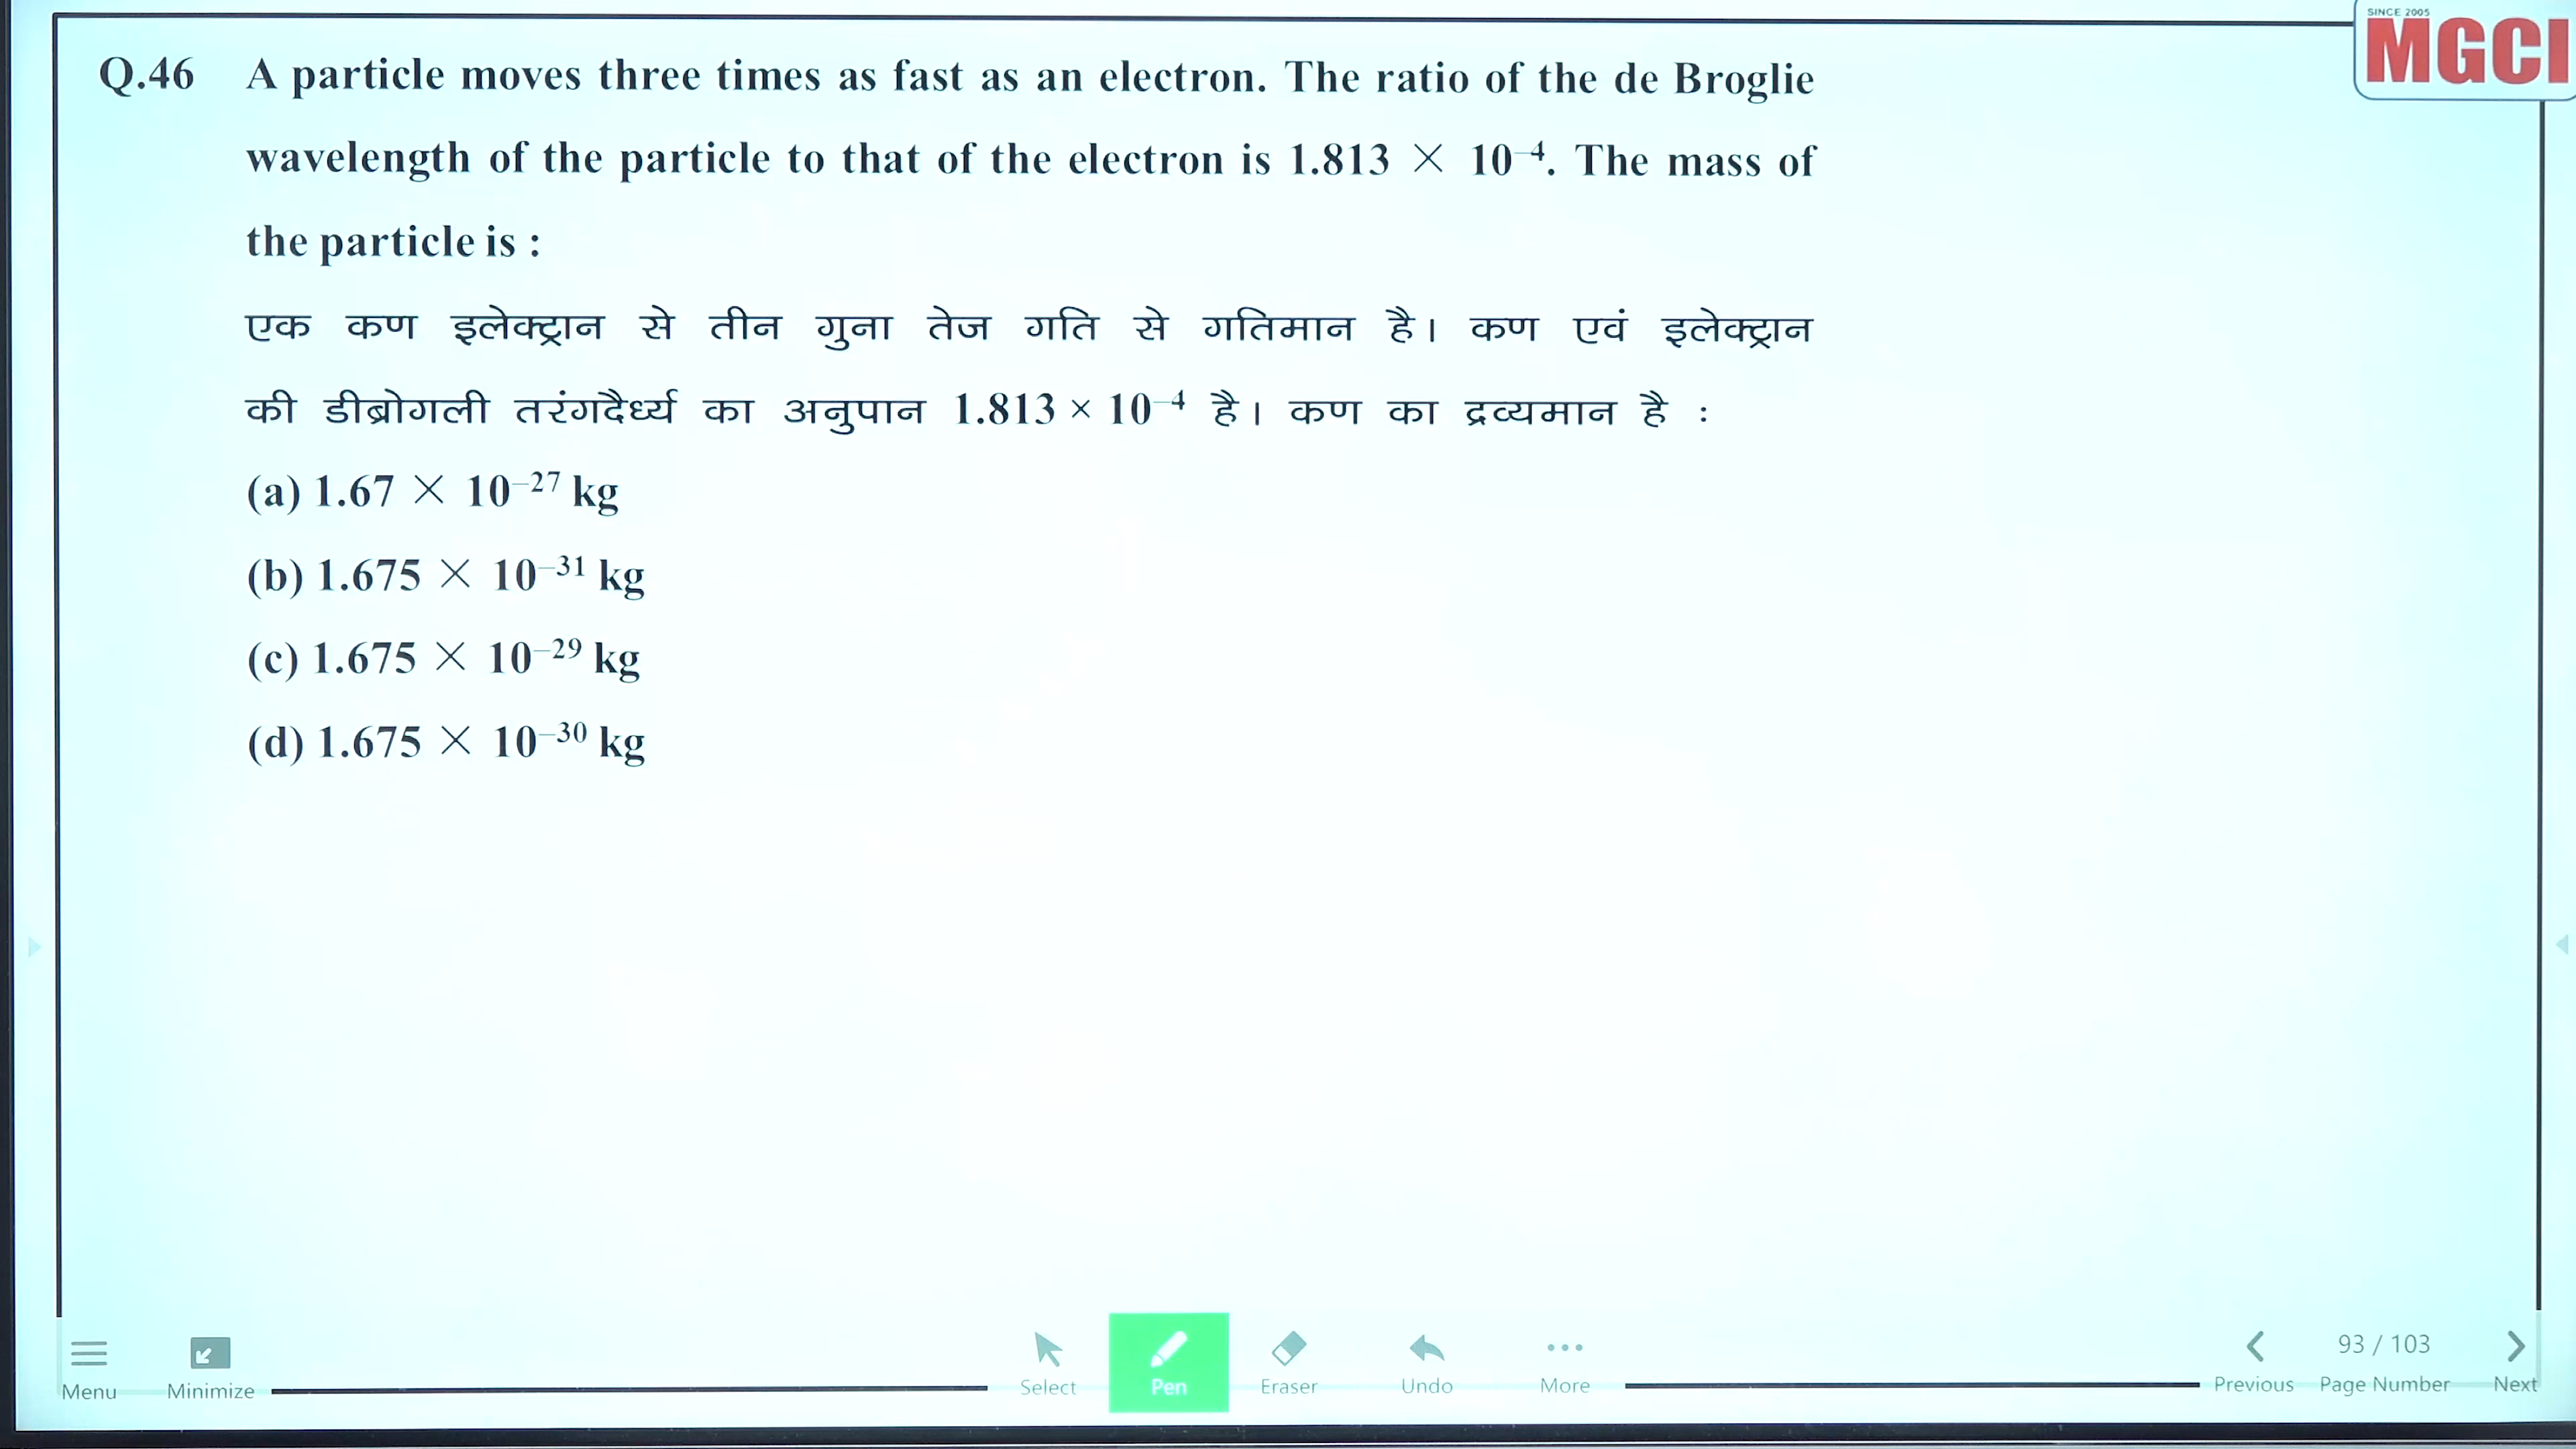 SINCE 2005
MGCI
Q.46 A particle moves three times as fast as an electron. The ratio of the de Broglie
wavelength of the particle to that of the electron is 1.813 × 10⁻⁴. The mass of
the particle is :
एक कण इलेक्ट्रान से तीन गुना तेज गति से गतिमान है। कण एवं इलेक्ट्रान
की डीब्रोगली तरंगदैर्ध्य का अनुपान 1.813 × 10⁻⁴ है। कण का द्रव्यमान है :
(a) 1.67 × 10⁻²⁷ kg
(b) 1.675 × 10⁻³¹ kg
(c) 1.675 × 10⁻²⁹ kg
(d) 1.675 × 10⁻³⁰ kg
Menu Minimize Select Pen Eraser Undo More Previous 93 / 103 Page Number Next